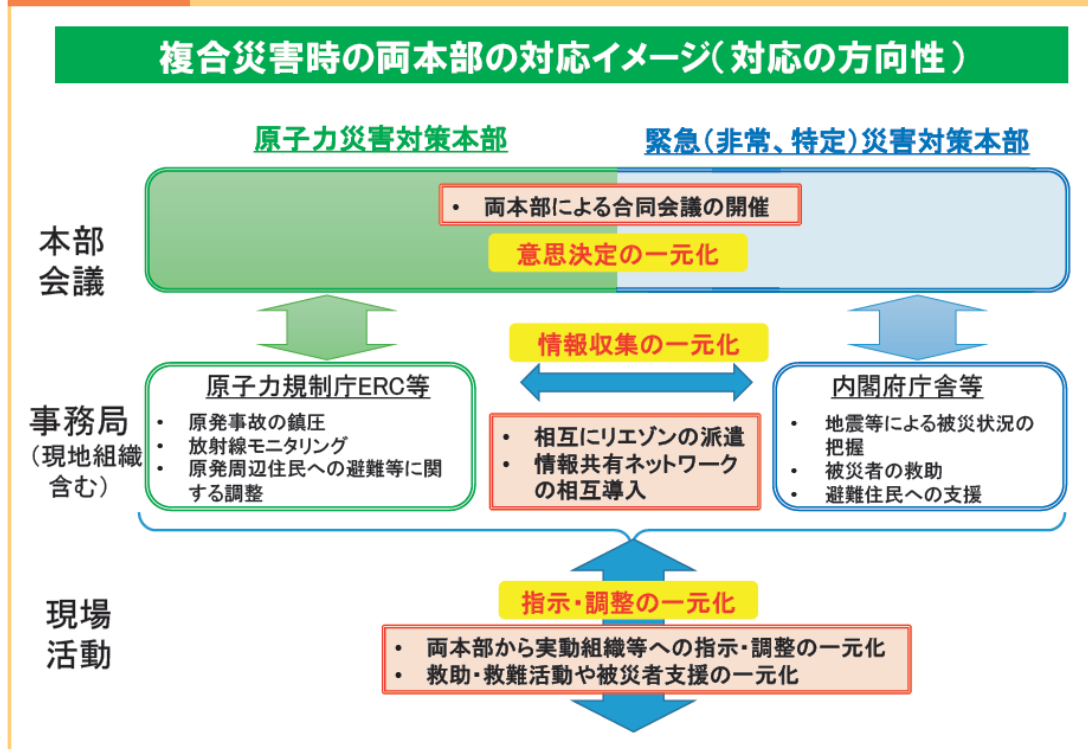 複合災害時の両本部の対応イメージ(対応の方向性)
原子力災害対策本部
緊急(非常、特定)災害対策本部
本部
会議
• 両本部による合同会議の開催
意思決定の一元化
情報収集の一元化
事務局
(現地組織
含む)
原子力規制庁ERC等
• 原発事故の鎮圧
• 放射線モニタリング
• 原発周辺住民への避難等に関
する調整
• 相互にリエゾンの派遣
• 情報共有ネットワーク
の相互導入
内閣府庁舎等
• 地震等による被災状況の
把握
• 被災者の救助
• 避難住民への支援
現場
活動
指示・調整の一元化
• 両本部から実動組織等への指示・調整の一元化
• 救助・救難活動や被災者支援の一元化